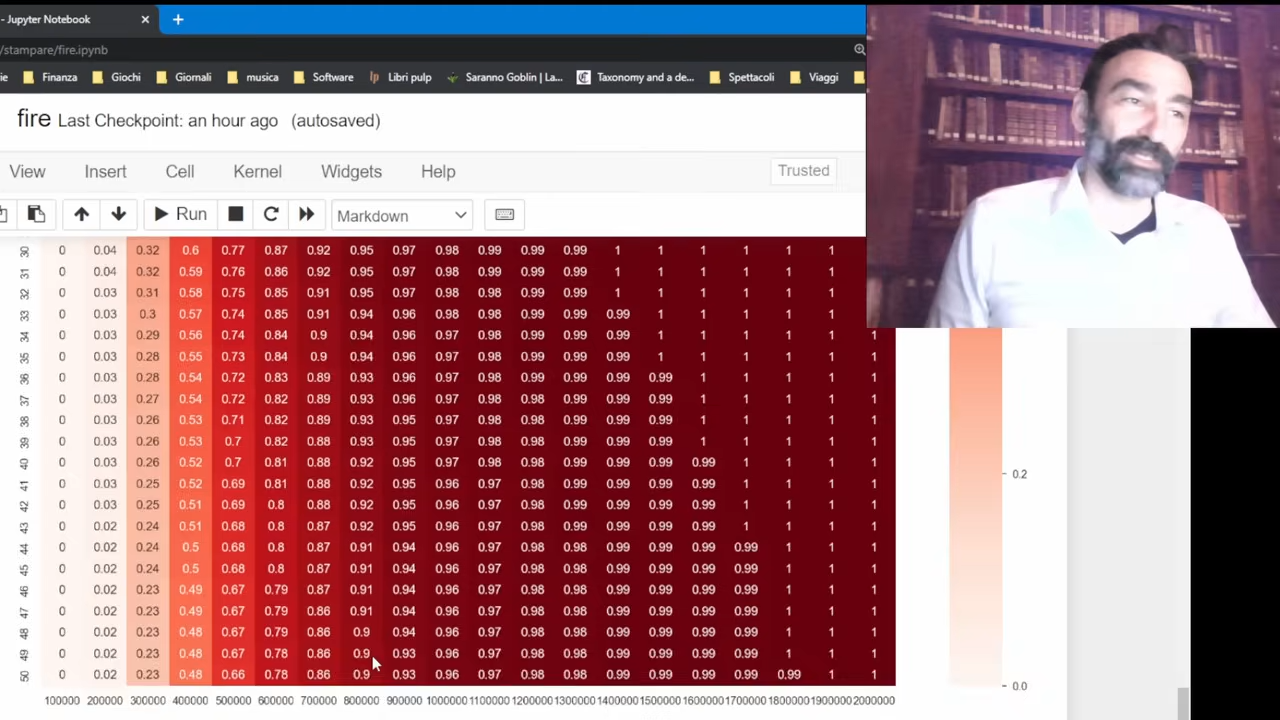 - Jupyter Notebook
/stampare/fire.ipynb
ie Finanza Giochi Giornali musica Software Libri pulp Saranno Goblin | La... Taxonomy and a de... Spettacoli Viaggi
fire Last Checkpoint: an hour ago (autosaved)
View Insert Cell Kernel Widgets Help Trusted
Run Markdown
30 0 0.04 0.32 0.6 0.77 0.87 0.92 0.95 0.97 0.98 0.99 0.99 0.99 1 1 1 1 1 1
31 0 0.04 0.32 0.59 0.76 0.86 0.92 0.95 0.97 0.98 0.98 0.99 0.99 1 1 1 1 1 1
32 0 0.03 0.31 0.58 0.75 0.85 0.91 0.95 0.97 0.98 0.98 0.99 0.99 1 1 1 1 1 1
33 0 0.03 0.3 0.57 0.74 0.85 0.91 0.94 0.96 0.98 0.98 0.99 0.99 0.99 1 1 1 1 1
34 0 0.03 0.29 0.56 0.74 0.84 0.9 0.94 0.96 0.97 0.98 0.99 0.99 0.99 1 1 1 1 1 1
35 0 0.03 0.28 0.55 0.73 0.84 0.9 0.94 0.96 0.97 0.98 0.99 0.99 0.99 1 1 1 1 1 1
36 0 0.03 0.28 0.54 0.72 0.83 0.89 0.93 0.96 0.97 0.98 0.99 0.99 0.99 0.99 1 1 1 1 1
37 0 0.03 0.27 0.54 0.72 0.82 0.89 0.93 0.96 0.97 0.98 0.98 0.99 0.99 0.99 1 1 1 1 1
38 0 0.03 0.26 0.53 0.71 0.82 0.89 0.93 0.95 0.97 0.98 0.98 0.99 0.99 0.99 1 1 1 1 1
39 0 0.03 0.26 0.53 0.7 0.82 0.88 0.93 0.95 0.97 0.98 0.98 0.99 0.99 0.99 1 1 1 1 1
40 0 0.03 0.26 0.52 0.7 0.81 0.88 0.92 0.95 0.97 0.98 0.98 0.99 0.99 0.99 0.99 1 1 1 1
41 0 0.03 0.25 0.52 0.69 0.81 0.88 0.92 0.95 0.96 0.97 0.98 0.99 0.99 0.99 0.99 1 1 1 1
42 0 0.03 0.25 0.51 0.69 0.8 0.88 0.92 0.95 0.96 0.97 0.98 0.99 0.99 0.99 0.99 1 1 1 1
43 0 0.02 0.24 0.51 0.68 0.8 0.87 0.92 0.95 0.96 0.97 0.98 0.99 0.99 0.99 0.99 1 1 1 1
44 0 0.02 0.24 0.5 0.68 0.8 0.87 0.91 0.94 0.96 0.97 0.98 0.98 0.99 0.99 0.99 0.99 1 1 1
45 0 0.02 0.24 0.5 0.68 0.8 0.87 0.91 0.94 0.96 0.97 0.98 0.98 0.99 0.99 0.99 0.99 1 1 1
46 0 0.02 0.23 0.49 0.67 0.79 0.86 0.91 0.94 0.96 0.97 0.98 0.98 0.99 0.99 0.99 0.99 1 1 1
47 0 0.02 0.23 0.49 0.67 0.79 0.86 0.91 0.94 0.96 0.97 0.98 0.98 0.99 0.99 0.99 0.99 1 1 1
48 0 0.02 0.23 0.48 0.67 0.79 0.86 0.9 0.94 0.96 0.97 0.98 0.98 0.99 0.99 0.99 0.99 1 1 1
49 0 0.02 0.23 0.48 0.67 0.78 0.86 0.9 0.93 0.96 0.97 0.98 0.98 0.99 0.99 0.99 0.99 1 1 1
50 0 0.02 0.23 0.48 0.66 0.78 0.86 0.9 0.93 0.96 0.97 0.98 0.98 0.99 0.99 0.99 0.99 0.99 1 1
100000 200000 300000 400000 500000 600000 700000 800000 900000 1000000 1100000 1200000 1300000 1400000 1500000 1600000 1700000 1800000 1900000 2000000
0.2
0.0